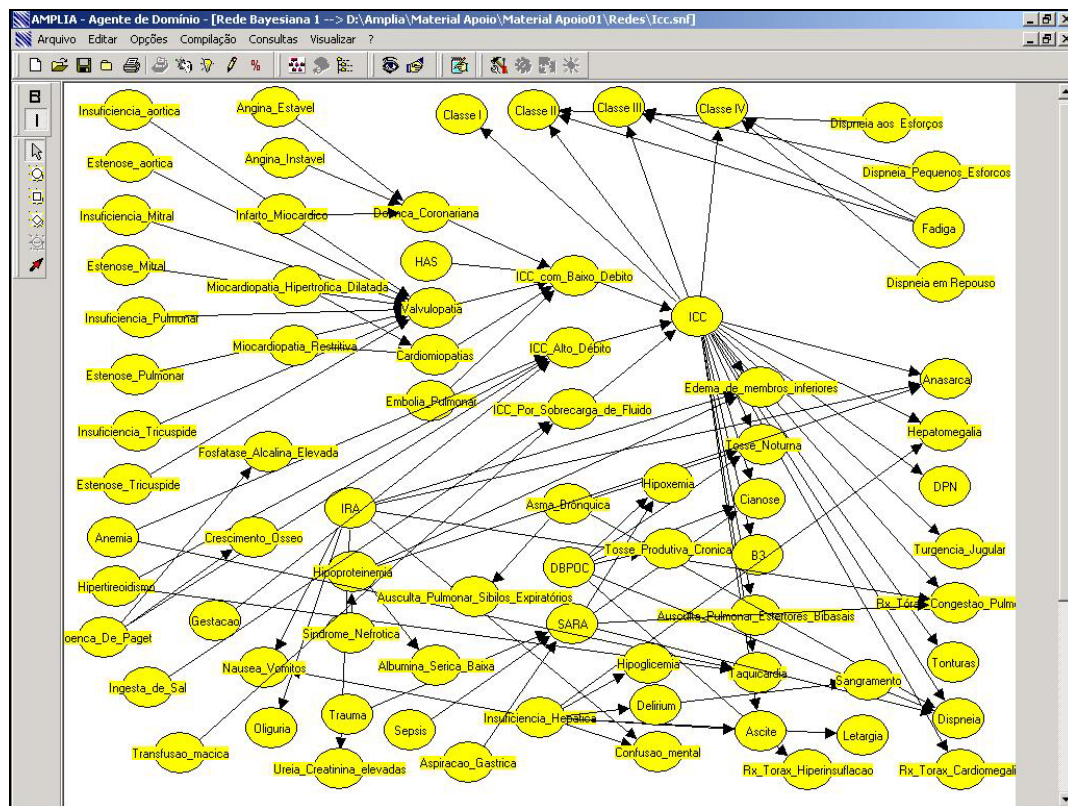 AMPLIA - Agente de Domínio - [Rede Bayesiana 1 --> D:\Amplia\Material Apoio\Material Apoio01\Redes\Icc.snf]
Arquivo Editar Opções Compilação Consultas Visualizar ?
%
B
I
Insuficiencia_aortica
Angina_Estavel
Classe I
Classe II
Classe III
Classe IV
Dispneia aos Esforços
Estenose_aortica
Angina_Instavel
Dispneia_Pequenos_Esforcos
Insuficiencia_Mitral
Infarto_Miocardico
Doenca_Coronariana
Fadiga
Estenose_Mitral
HAS
Miocardiopatia_Hipertrofica_Dilatada
ICC_com_Baixo_Debito
Dispneia em Repouso
Insuficiencia_Pulmonar
Valvulopatia
ICC
Miocardiopatia_Restritiva
Cardiomiopatias
ICC_Alto_Débito
Estenose_Pulmonar
Embolia_Pulmonar
ICC_Por_Sobrecarga_de_Fluido
Edema_de_membros_inferiores
Anasarca
Insuficiencia_Tricuspide
Fosfatase_Alcalina_Elevada
Tosse_Noturna
Hepatomegalia
Estenose_Tricuspide
IRA
Asma_Bronquica
Hipoxemia
Cianose
DPN
Anemia
Crescimento_Osseo
Tosse_Produtiva_Cronica
B3
Turgencia_Jugular
Hipertireoidismo
Hipoproteinemia
DBPOC
Ausculta_Pulmonar_Sibilos_Expiratórios
Ausculta_Pulmonar_Estertores_Bibasais
Rx_Tórax_Congestao_Pulmo
oenca_De_Paget
Gestacao
Sindrome_Nefrotica
SARA
Nausea_Vomitos
Albumina_Serica_Baixa
Hipoglicemia
Taquicardia
Sangramento
Tonturas
Ingesta_de_Sal
Oliguria
Trauma
Sepsis
Insuficiencia_Hepatica
Delirium
Ascite
Letargia
Dispneia
Transfusao_macica
Ureia_Creatinina_elevadas
Aspiracao_Gastrica
Confusao_mental
Rx_Torax_Hiperinsuflacao
Rx_Torax_Cardiomegali